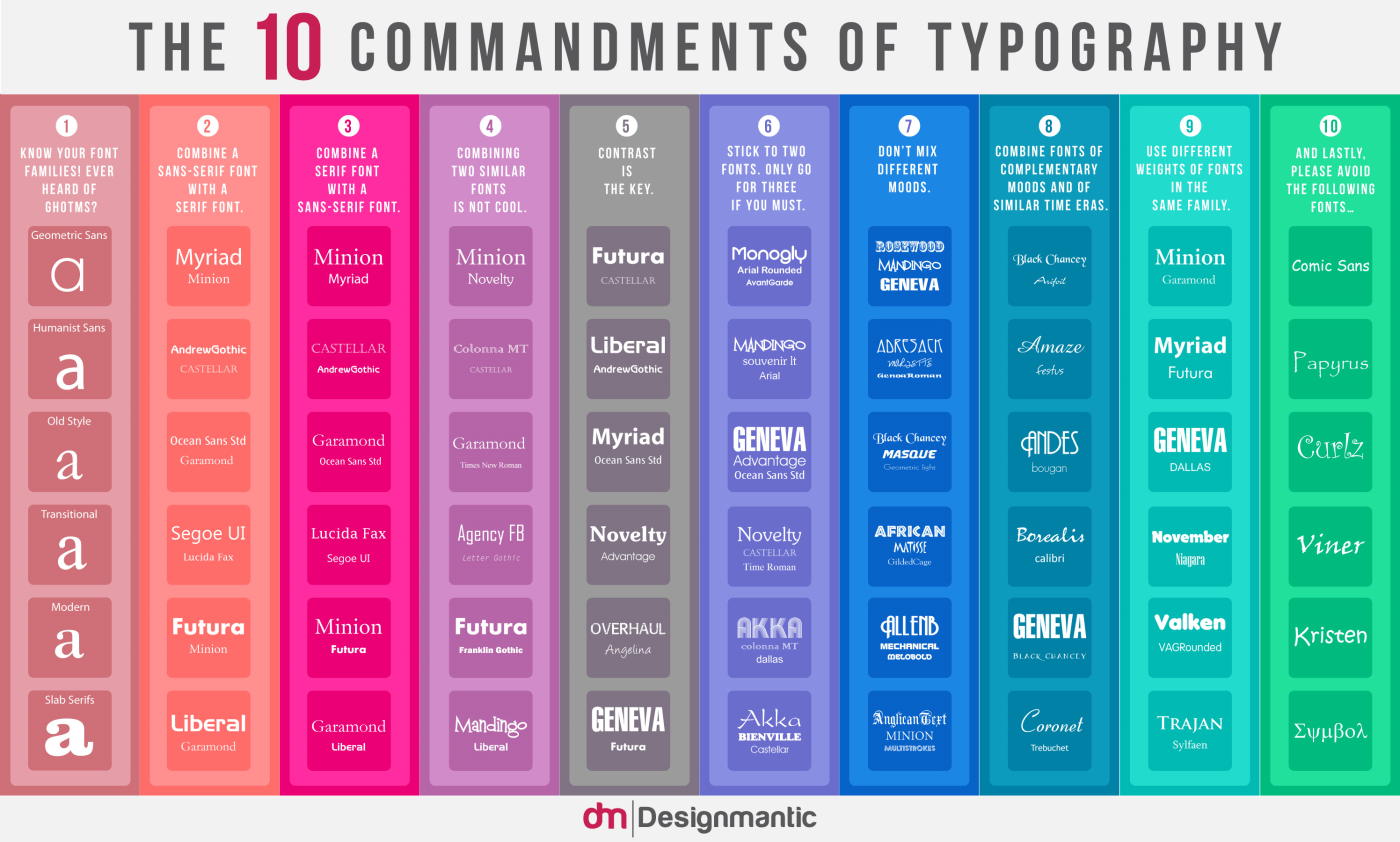 THE 10 COMMANDMENTS OF TYPOGRAPHY
1
KNOW YOUR FONT
FAMILIES! EVER
HEARD OF
GHOTMS?
Geometric Sans
a
Humanist Sans
a
Old Style
a
Transitional
a
Modern
a
Slab Serifs
a
2
COMBINE A
SANS-SERIF FONT
WITH A
SERIF FONT.
Myriad
Minion
AndrewGothic
CASTELLAR
Ocean Sans Std
Garamond
Segoe UI
Lucida Fax
Futura
Minion
Liberal
Garamond
3
COMBINE A
SERIF FONT
WITH A
SANS-SERIF FONT.
Minion
Myriad
CASTELLAR
AndrewGothic
Garamond
Ocean Sans Std
Lucida Fax
Segoe UI
Minion
Futura
Garamond
Liberal
4
COMBINING
TWO SIMILAR
FONTS
IS NOT COOL.
Minion
Novelty
Colonna MT
CASTELLAR
Garamond
Times New Roman
Agency FB
Letter Gothic
Futura
Franklin Gothic
Mandingo
Liberal
5
CONTRAST
IS
THE KEY.
Futura
CASTELLAR
Liberal
AndrewGothic
Myriad
Ocean Sans Std
Novelty
Advantage
OVERHAUL
Angelina
GENEVA
Futura
6
STICK TO TWO
FONTS. ONLY GO
FOR THREE
IF YOU MUST.
Monogly
Arial Rounded
AvantGarde
MANDINGO
souvenir lt
Arial
GENEVA
Advantage
Ocean Sans Std
Novelty
CASTELLAR
Time Roman
AKKA
colonna MT
dallas
Akka
BIENVILLE
Castellar
7
DON'T MIX
DIFFERENT
MOODS.
ROSEWOOD
MANDINGO
GENEVA
ADRESACK
GenoaRoman
Black Chancey
MASQUE
Geometric light
AFRICAN
MATISSE
GildedCage
ALLENB
MECHANICAL
MELOBOLD
Anglican Text
MINION
MULTISTROKES
8
COMBINE FONTS OF
COMPLEMENTARY
MOODS AND OF
SIMILAR TIME ERAS.
Black Chancey
Amaze
festus
ANDES
bougan
Borealis
calibri
GENEVA
BLACK CHANCEY
Coronet
Trebuchet
9
USE DIFFERENT
WEIGHTS OF FONTS
IN THE
SAME FAMILY.
Minion
Garamond
Myriad
Futura
GENEVA
DALLAS
November
Niagara
Valken
VAGRounded
TRAJAN
Sylfaen
10
AND LASTLY,
PLEASE AVOID
THE FOLLOWING
FONTS…
Comic Sans
Papyrus
Curlz
Viner
Kristen
Σψμβολ
dm Designmantic